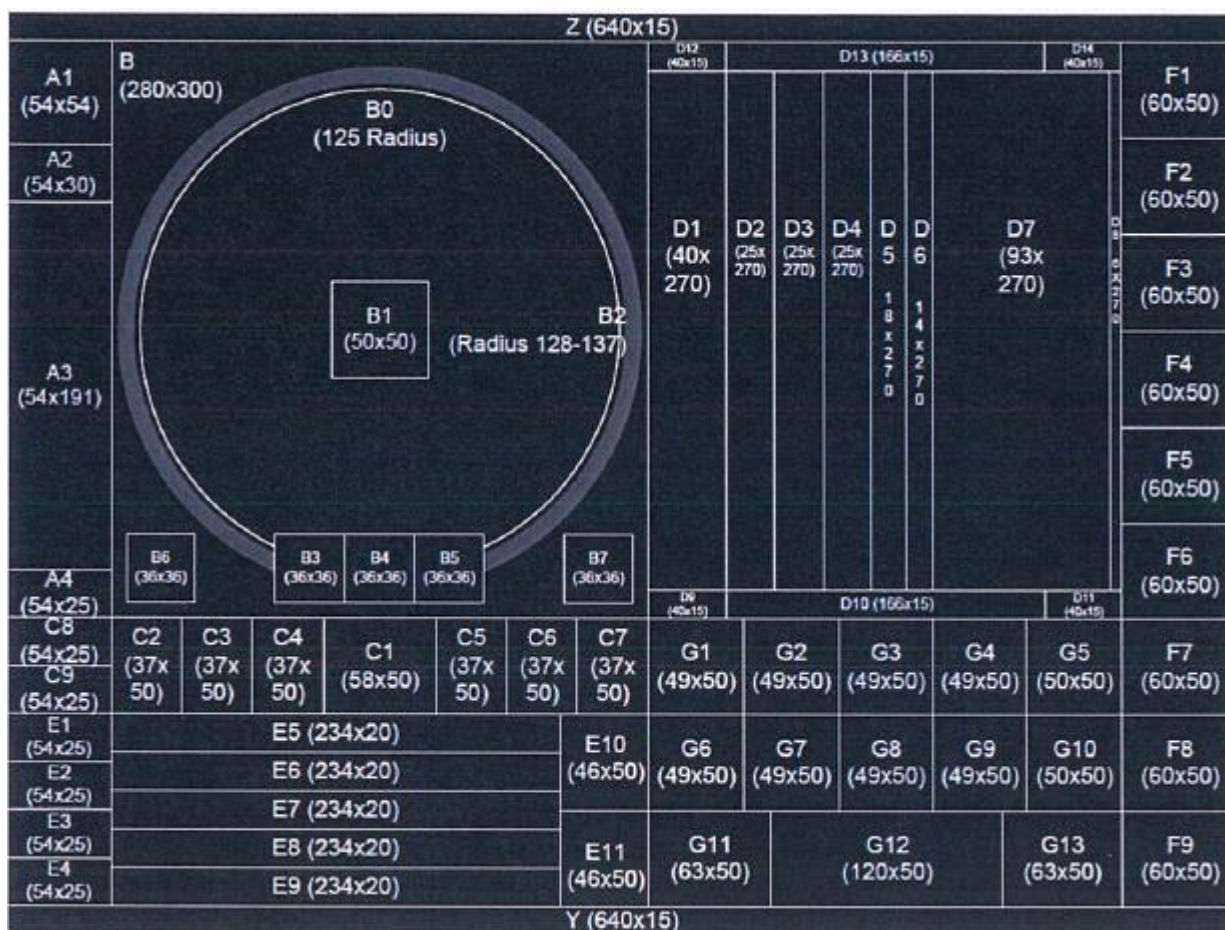 Z (640x15)
A1
(54x54)
A2
(54x30)
A3
(54x191)
A4
(54x25)
B
(280x300)
B0
(125 Radius)
B1
(50x50)
B2
(Radius 128-137)
B6
(36x36)
B3
(36x36)
B4
(36x36)
B5
(36x36)
B7
(36x36)
D12
(40x15)
D13 (166x15)
D14
(40x15)
D1
(40x
270)
D2
(25x
270)
D3
(25x
270)
D4
(25x
270)
D
5
18x270
D
6
14x270
D7
(93x
270)
D8 6x270
D9
(40x15)
D10 (166x15)
D11
(40x15)
F1
(60x50)
F2
(60x50)
F3
(60x50)
F4
(60x50)
F5
(60x50)
F6
(60x50)
C8
(54x25)
C9
(54x25)
C2
(37x
50)
C3
(37x
50)
C4
(37x
50)
C1
(58x50)
C5
(37x
50)
C6
(37x
50)
C7
(37x
50)
G1
(49x50)
G2
(49x50)
G3
(49x50)
G4
(49x50)
G5
(50x50)
F7
(60x50)
E1
(54x25)
E2
(54x25)
E3
(54x25)
E4
(54x25)
E5 (234x20)
E6 (234x20)
E7 (234x20)
E8 (234x20)
E9 (234x20)
E10
(46x50)
E11
(46x50)
G6
(49x50)
G7
(49x50)
G8
(49x50)
G9
(49x50)
G10
(50x50)
F8
(60x50)
G11
(63x50)
G12
(120x50)
G13
(63x50)
F9
(60x50)
Y (640x15)